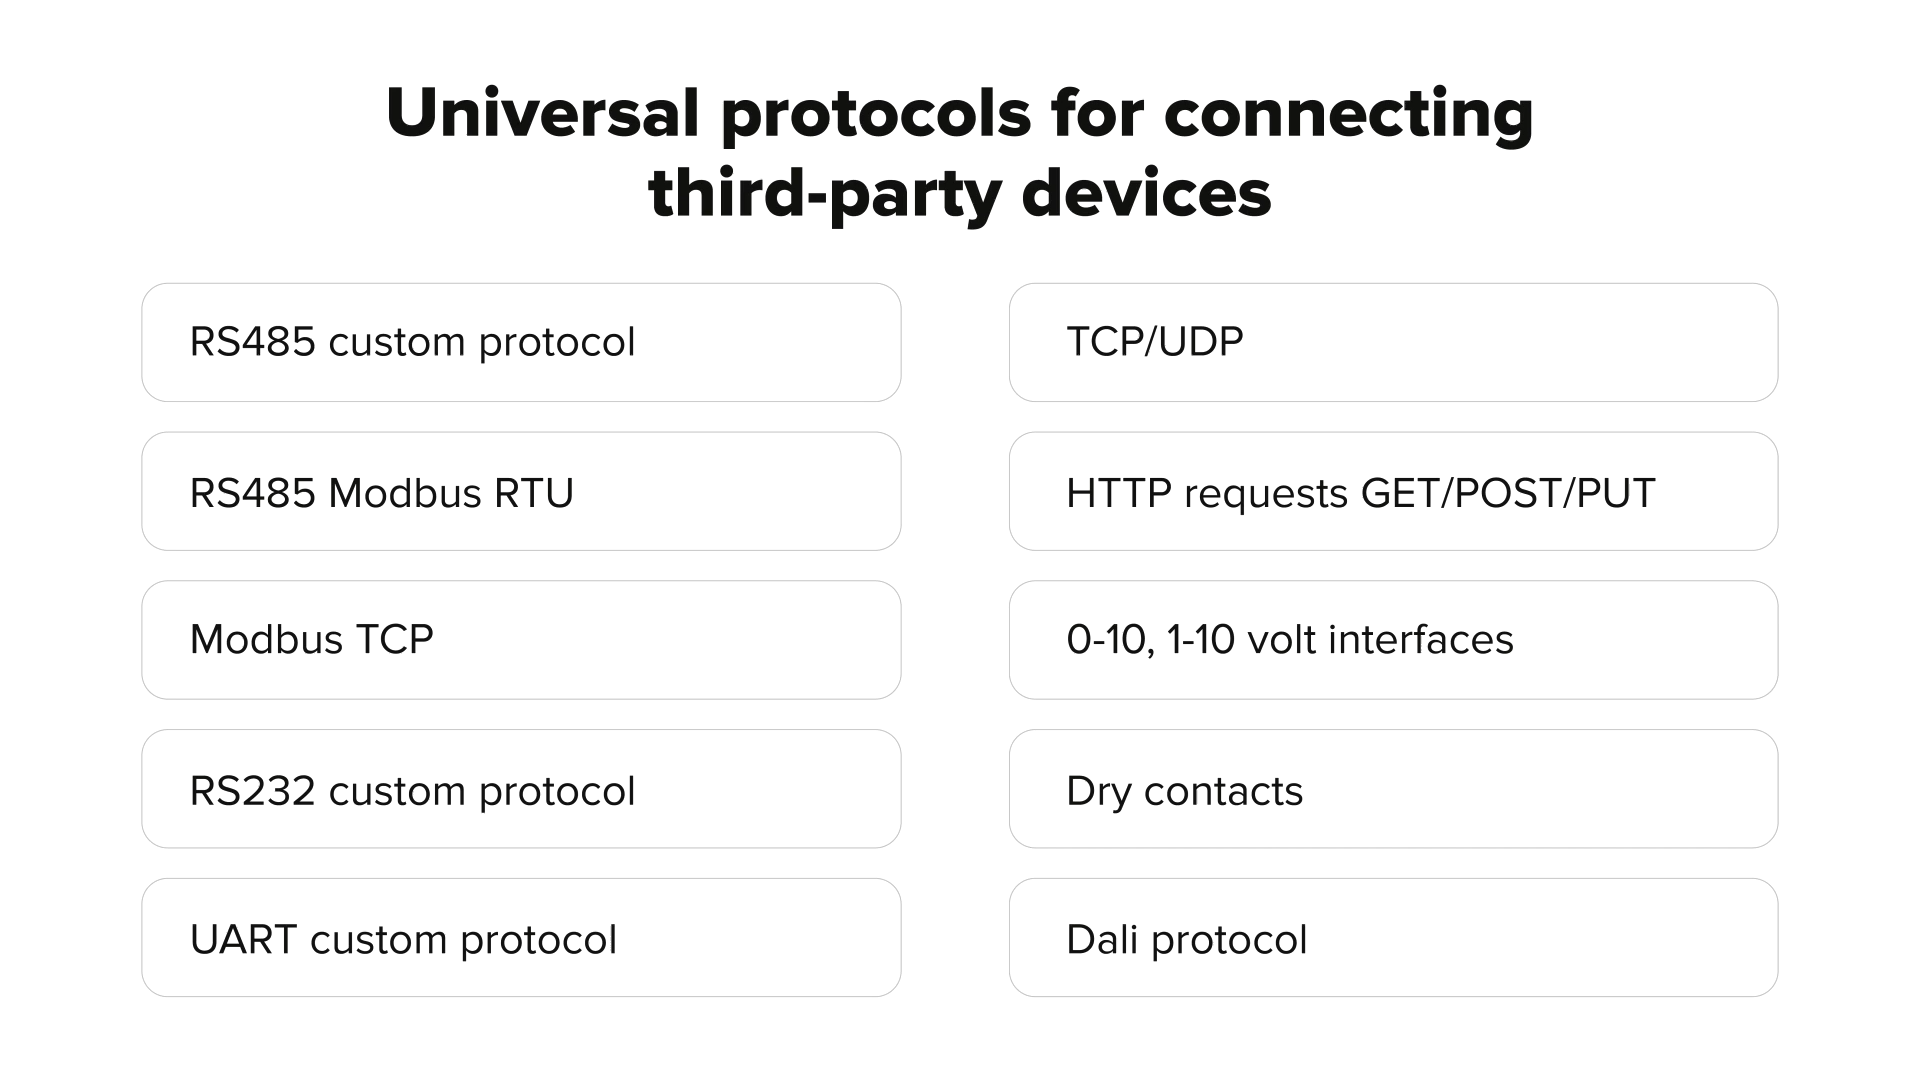 Universal protocols for connecting
third-party devices
RS485 custom protocol
RS485 Modbus RTU
Modbus TCP
RS232 custom protocol
UART custom protocol
TCP/UDP
HTTP requests GET/POST/PUT
0-10, 1-10 volt interfaces
Dry contacts
Dali protocol